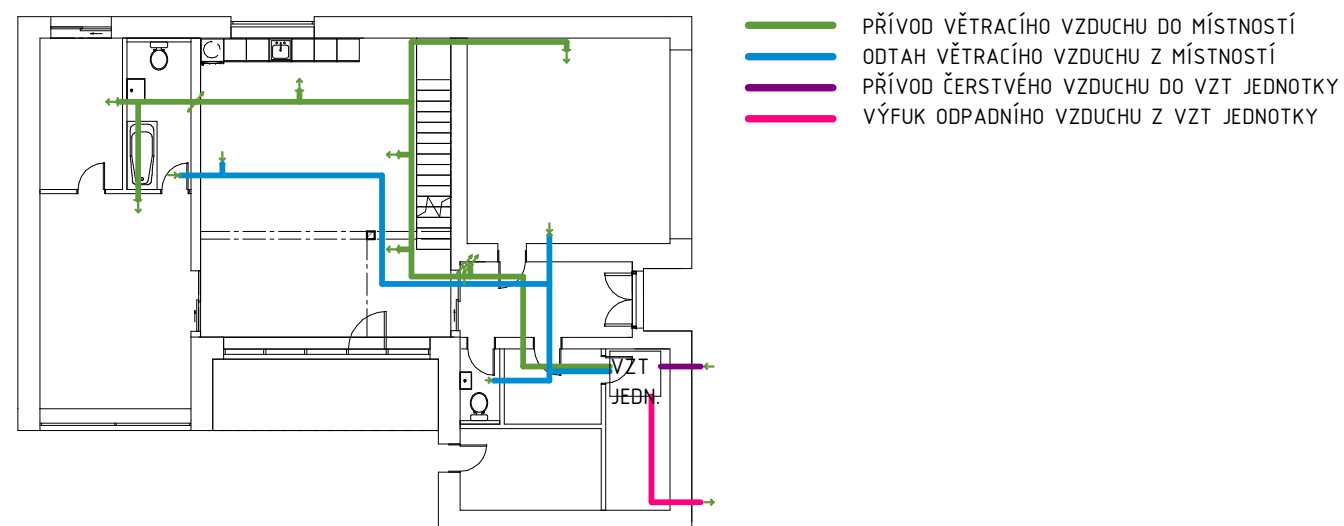 PŘÍVOD VĚTRACÍHO VZDUCHU DO MÍSTNOSTÍ
ODTAH VĚTRACÍHO VZDUCHU Z MÍSTNOSTÍ
PŘÍVOD ČERSTVÉHO VZDUCHU DO VZT JEDNOTKY
VÝFUK ODPADNÍHO VZDUCHU Z VZT JEDNOTKY
VZT
JEDN.